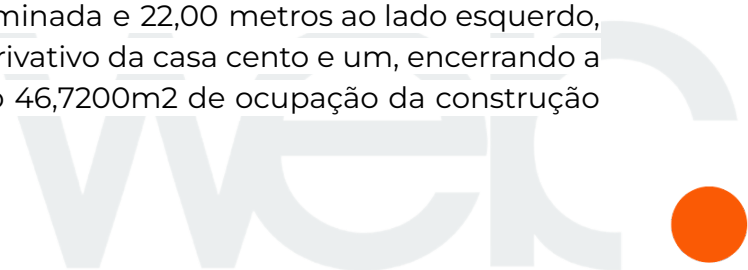 minada e 22,00 metros ao lado esquerdo,
rivativo da casa cento e um, encerrando a
46,7200m2 de ocupação da construção